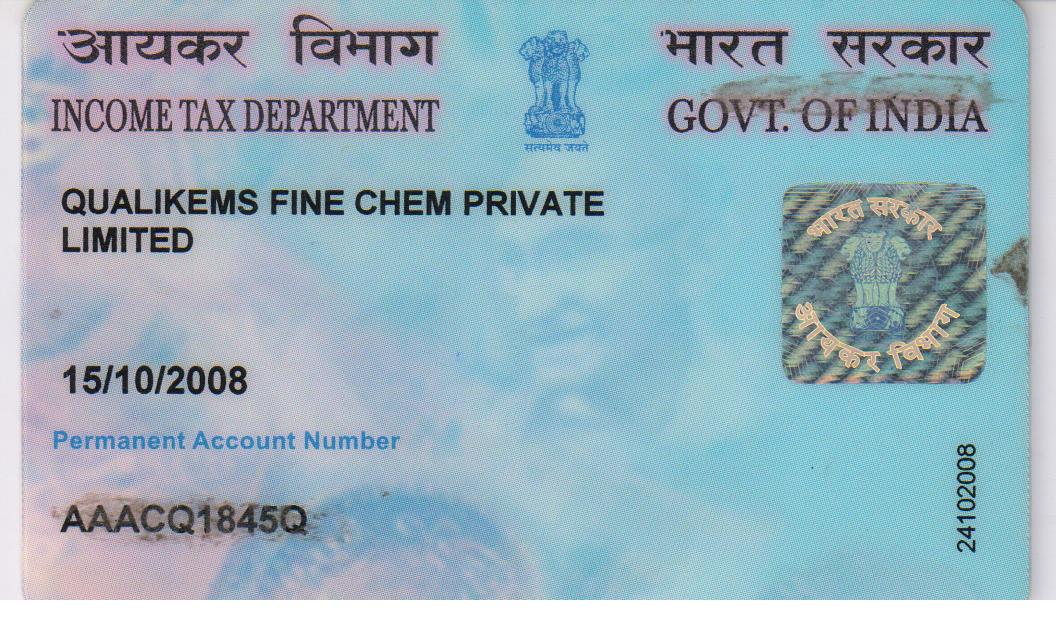 आयकर विभाग
INCOME TAX DEPARTMENT
सत्यमेव जयते
भारत सरकार
GOVT. OF INDIA
QUALIKEMS FINE CHEM PRIVATE
LIMITED
भारत सरकार
आयकर विभाग
15/10/2008
Permanent Account Number
AAACQ1845Q
24102008